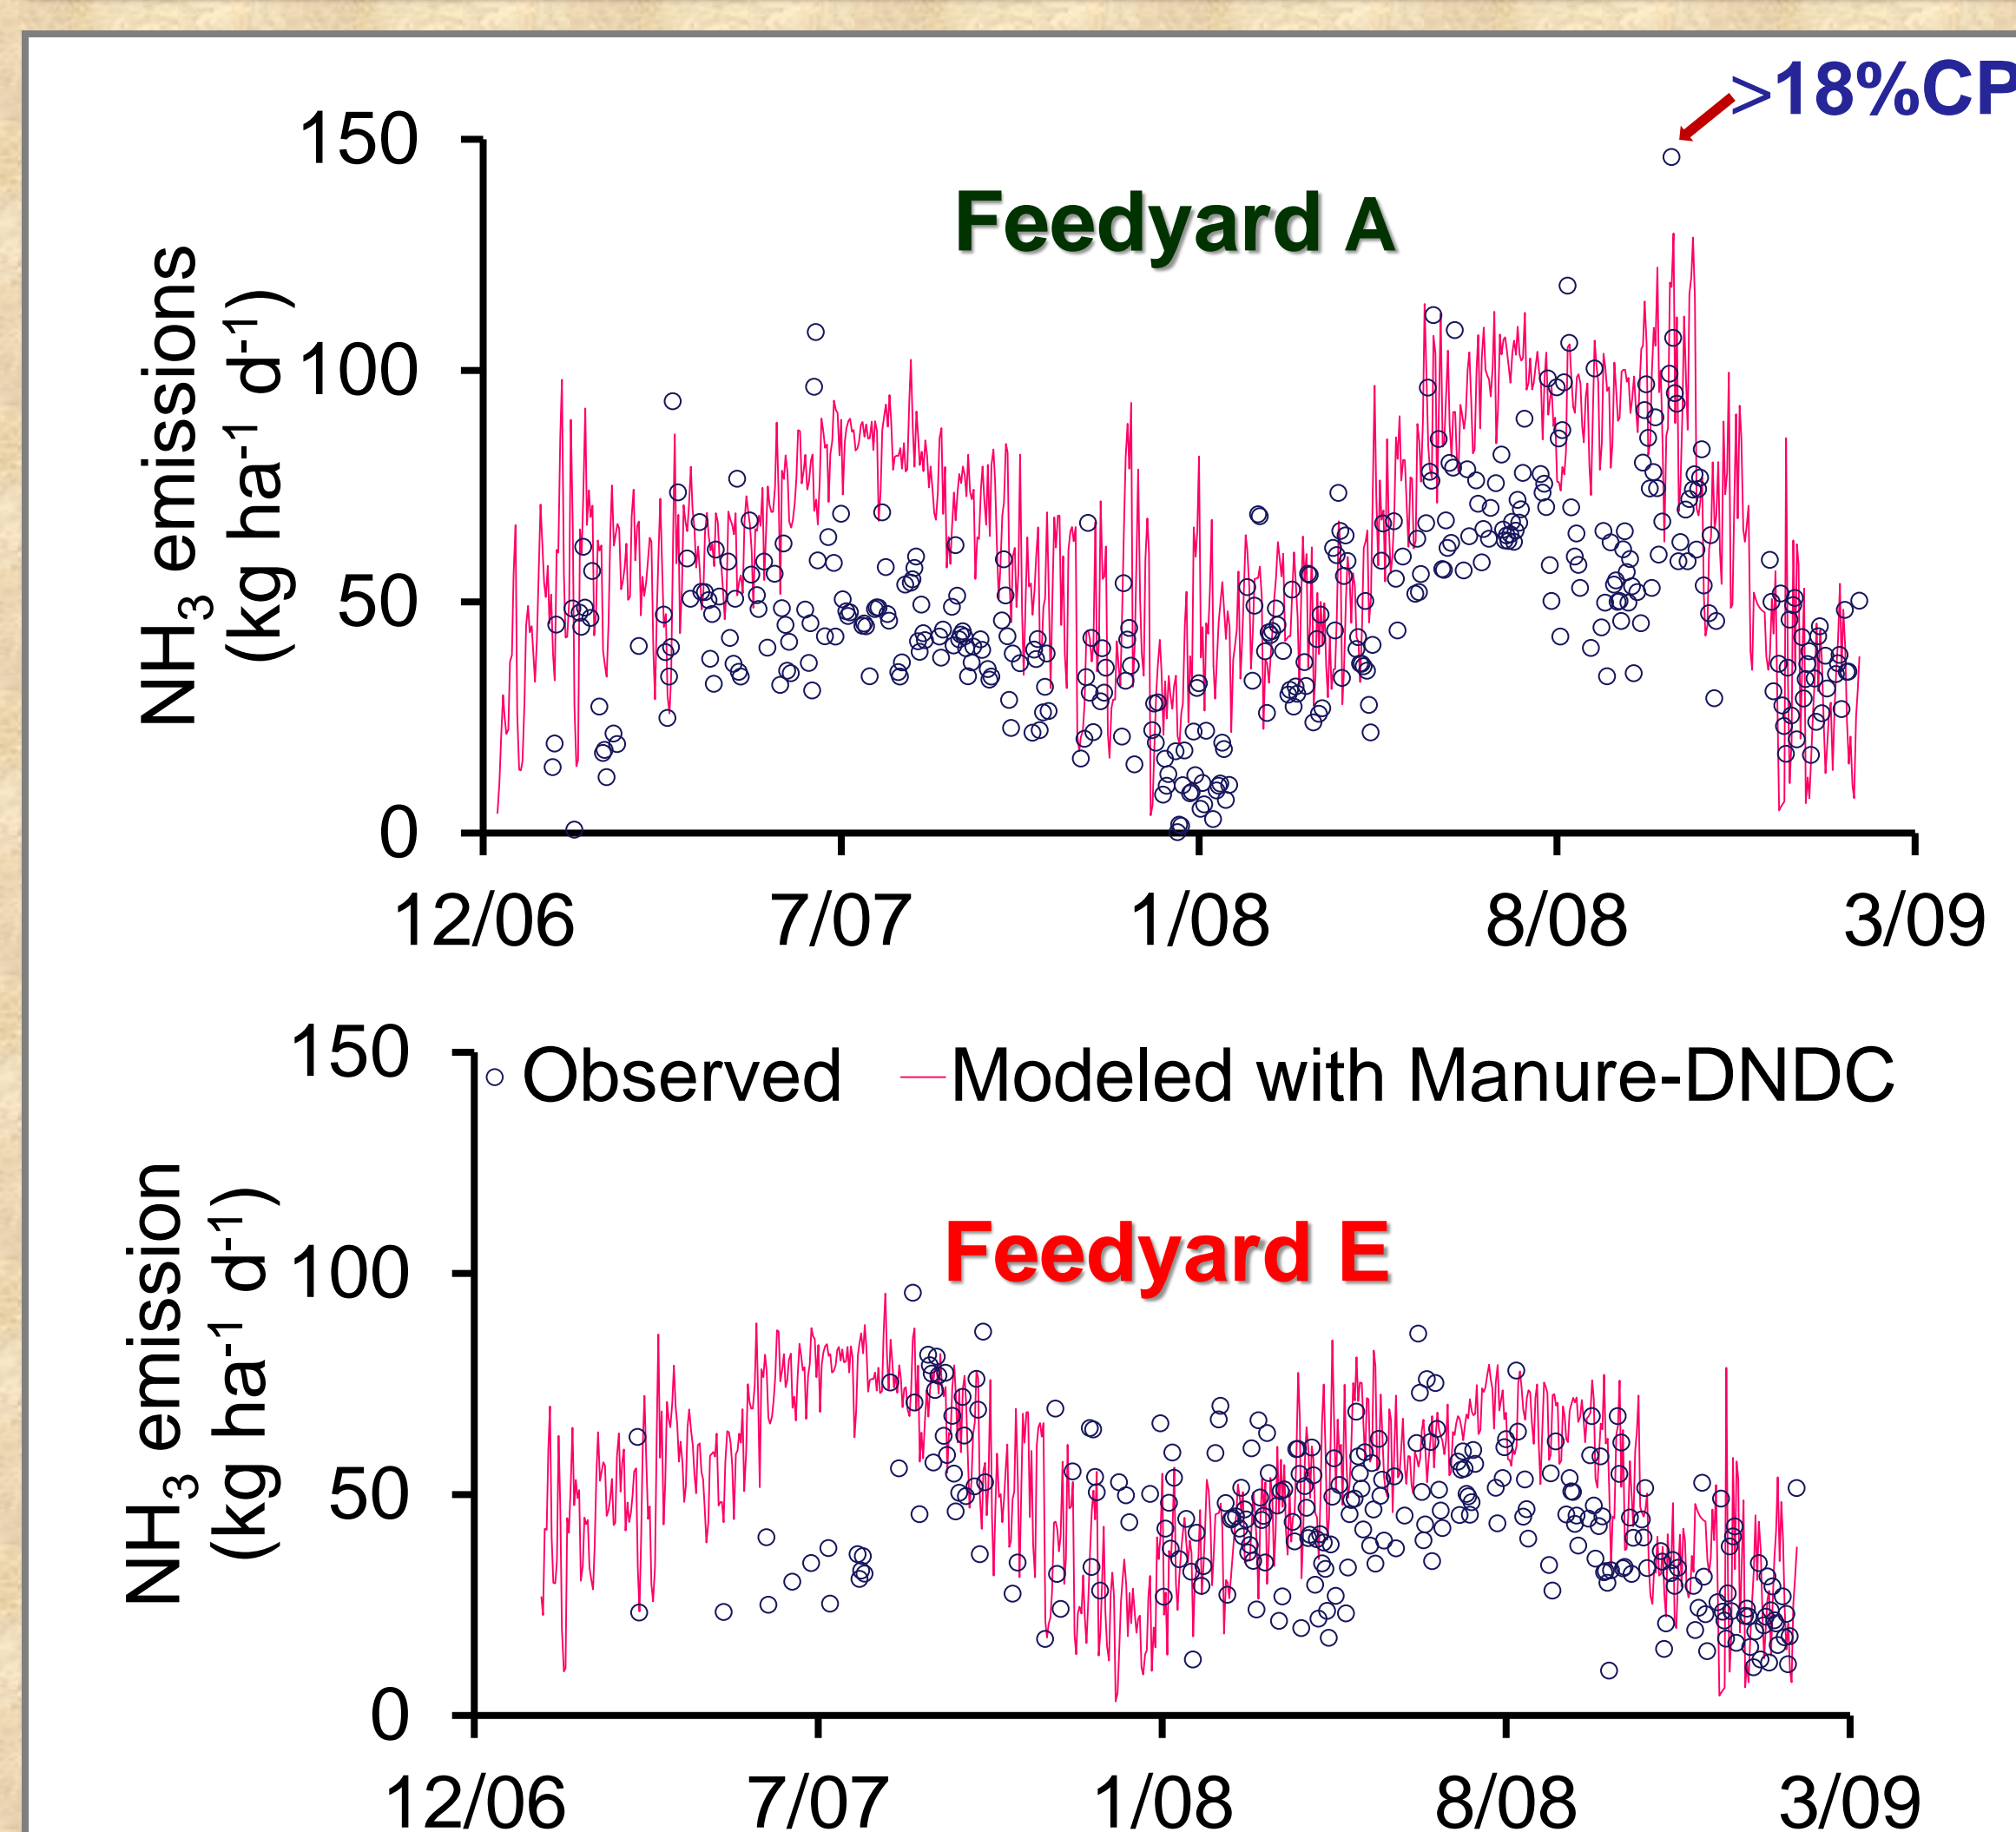 >18%CP
150
Feedyard A
100
50
0
NH₃ emissions
(kg ha⁻¹ d⁻¹)
12/06 7/07 1/08 8/08 3/09
150
Observed Modeled with Manure-DNDC
Feedyard E
100
50
0
NH₃ emission
(kg ha⁻¹ d⁻¹)
12/06 7/07 1/08 8/08 3/09